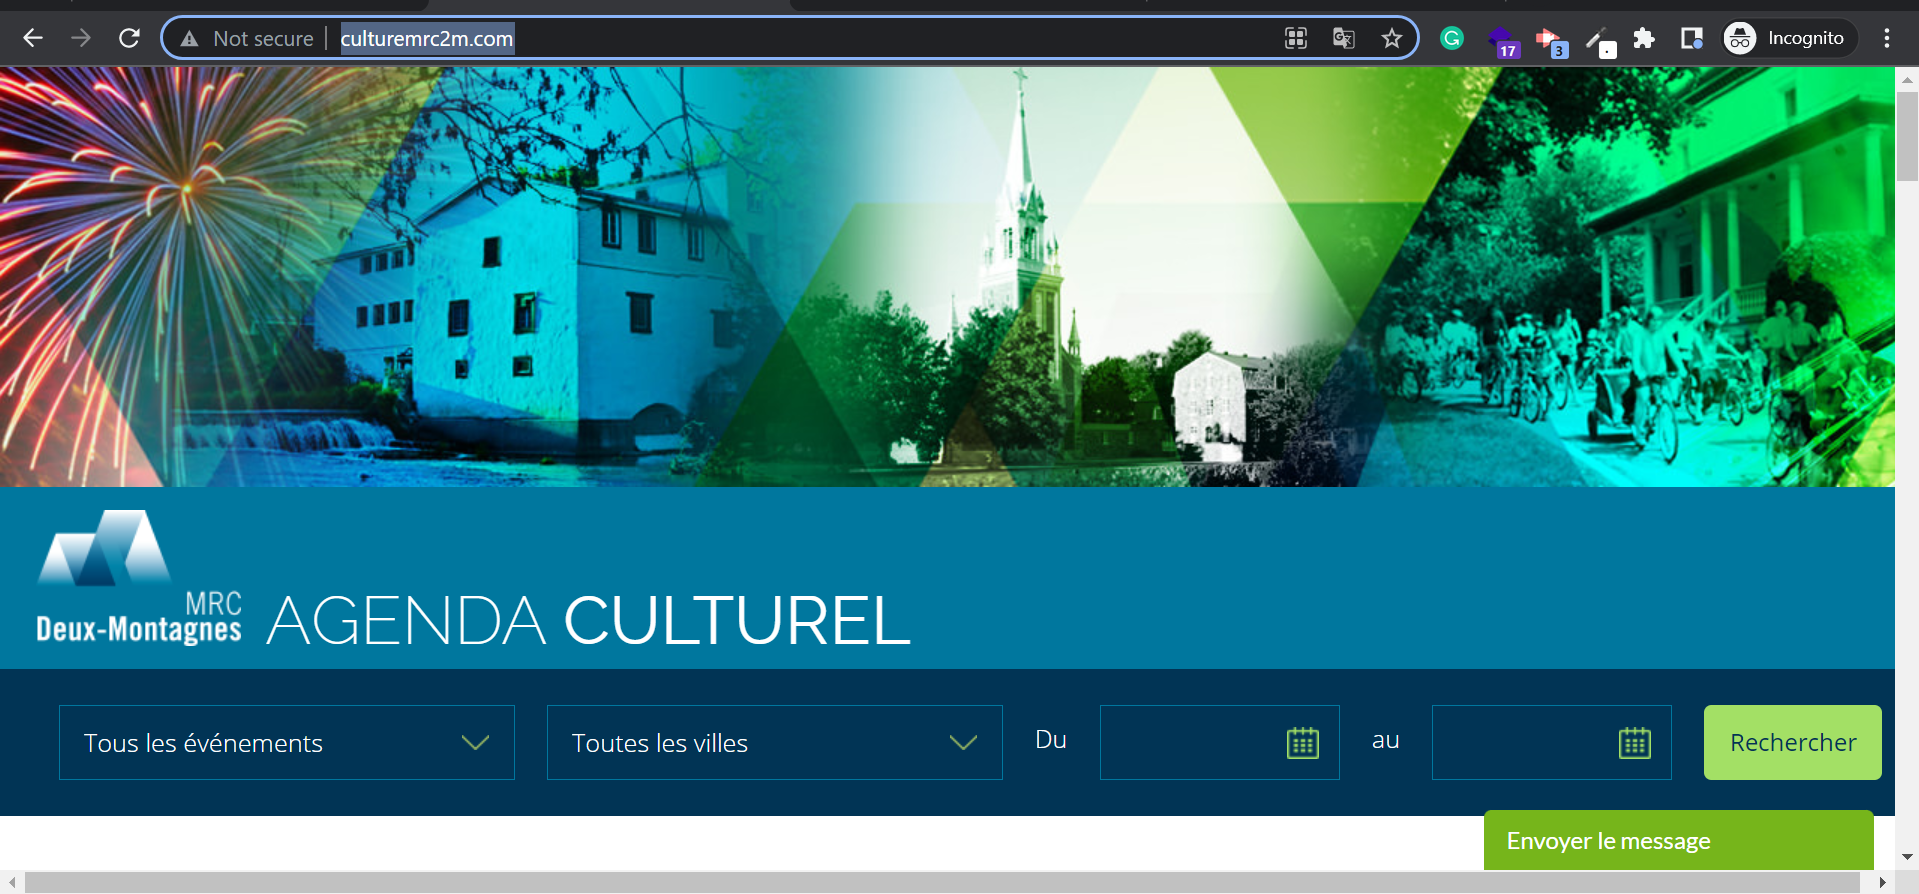 Not secure culturemrc2m.com
17
3
Incognito
MRC
Deux-Montagnes
AGENDA CULTUREL
Tous les événements
Toutes les villes
Du
au
Rechercher
Envoyer le message